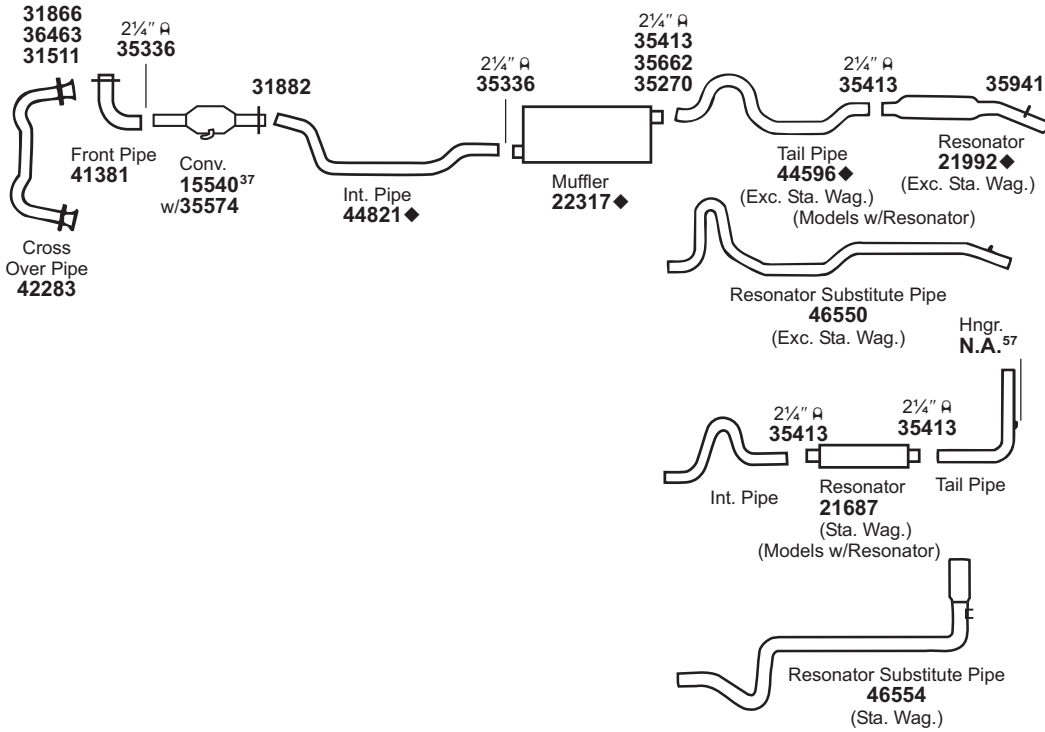 31866
36463
31511
2¼″
35336
31882
2¼″
35336
2¼″
35413
35662
35270
2¼″
35413
35941
Front Pipe
41381
Conv.
15540³⁷
w/35574
Int. Pipe
44821◆
Muffler
22317◆
Tail Pipe
44596◆
(Exc. Sta. Wag.)
(Models w/Resonator)
Resonator
21992◆
(Exc. Sta. Wag.)
Cross
Over Pipe
42283
Resonator Substitute Pipe
46550
(Exc. Sta. Wag.)
Hngr.
N.A.⁵⁷
2¼″
35413
2¼″
35413
Int. Pipe
Resonator
21687
(Sta. Wag.)
(Models w/Resonator)
Tail Pipe
Resonator Substitute Pipe
46554
(Sta. Wag.)